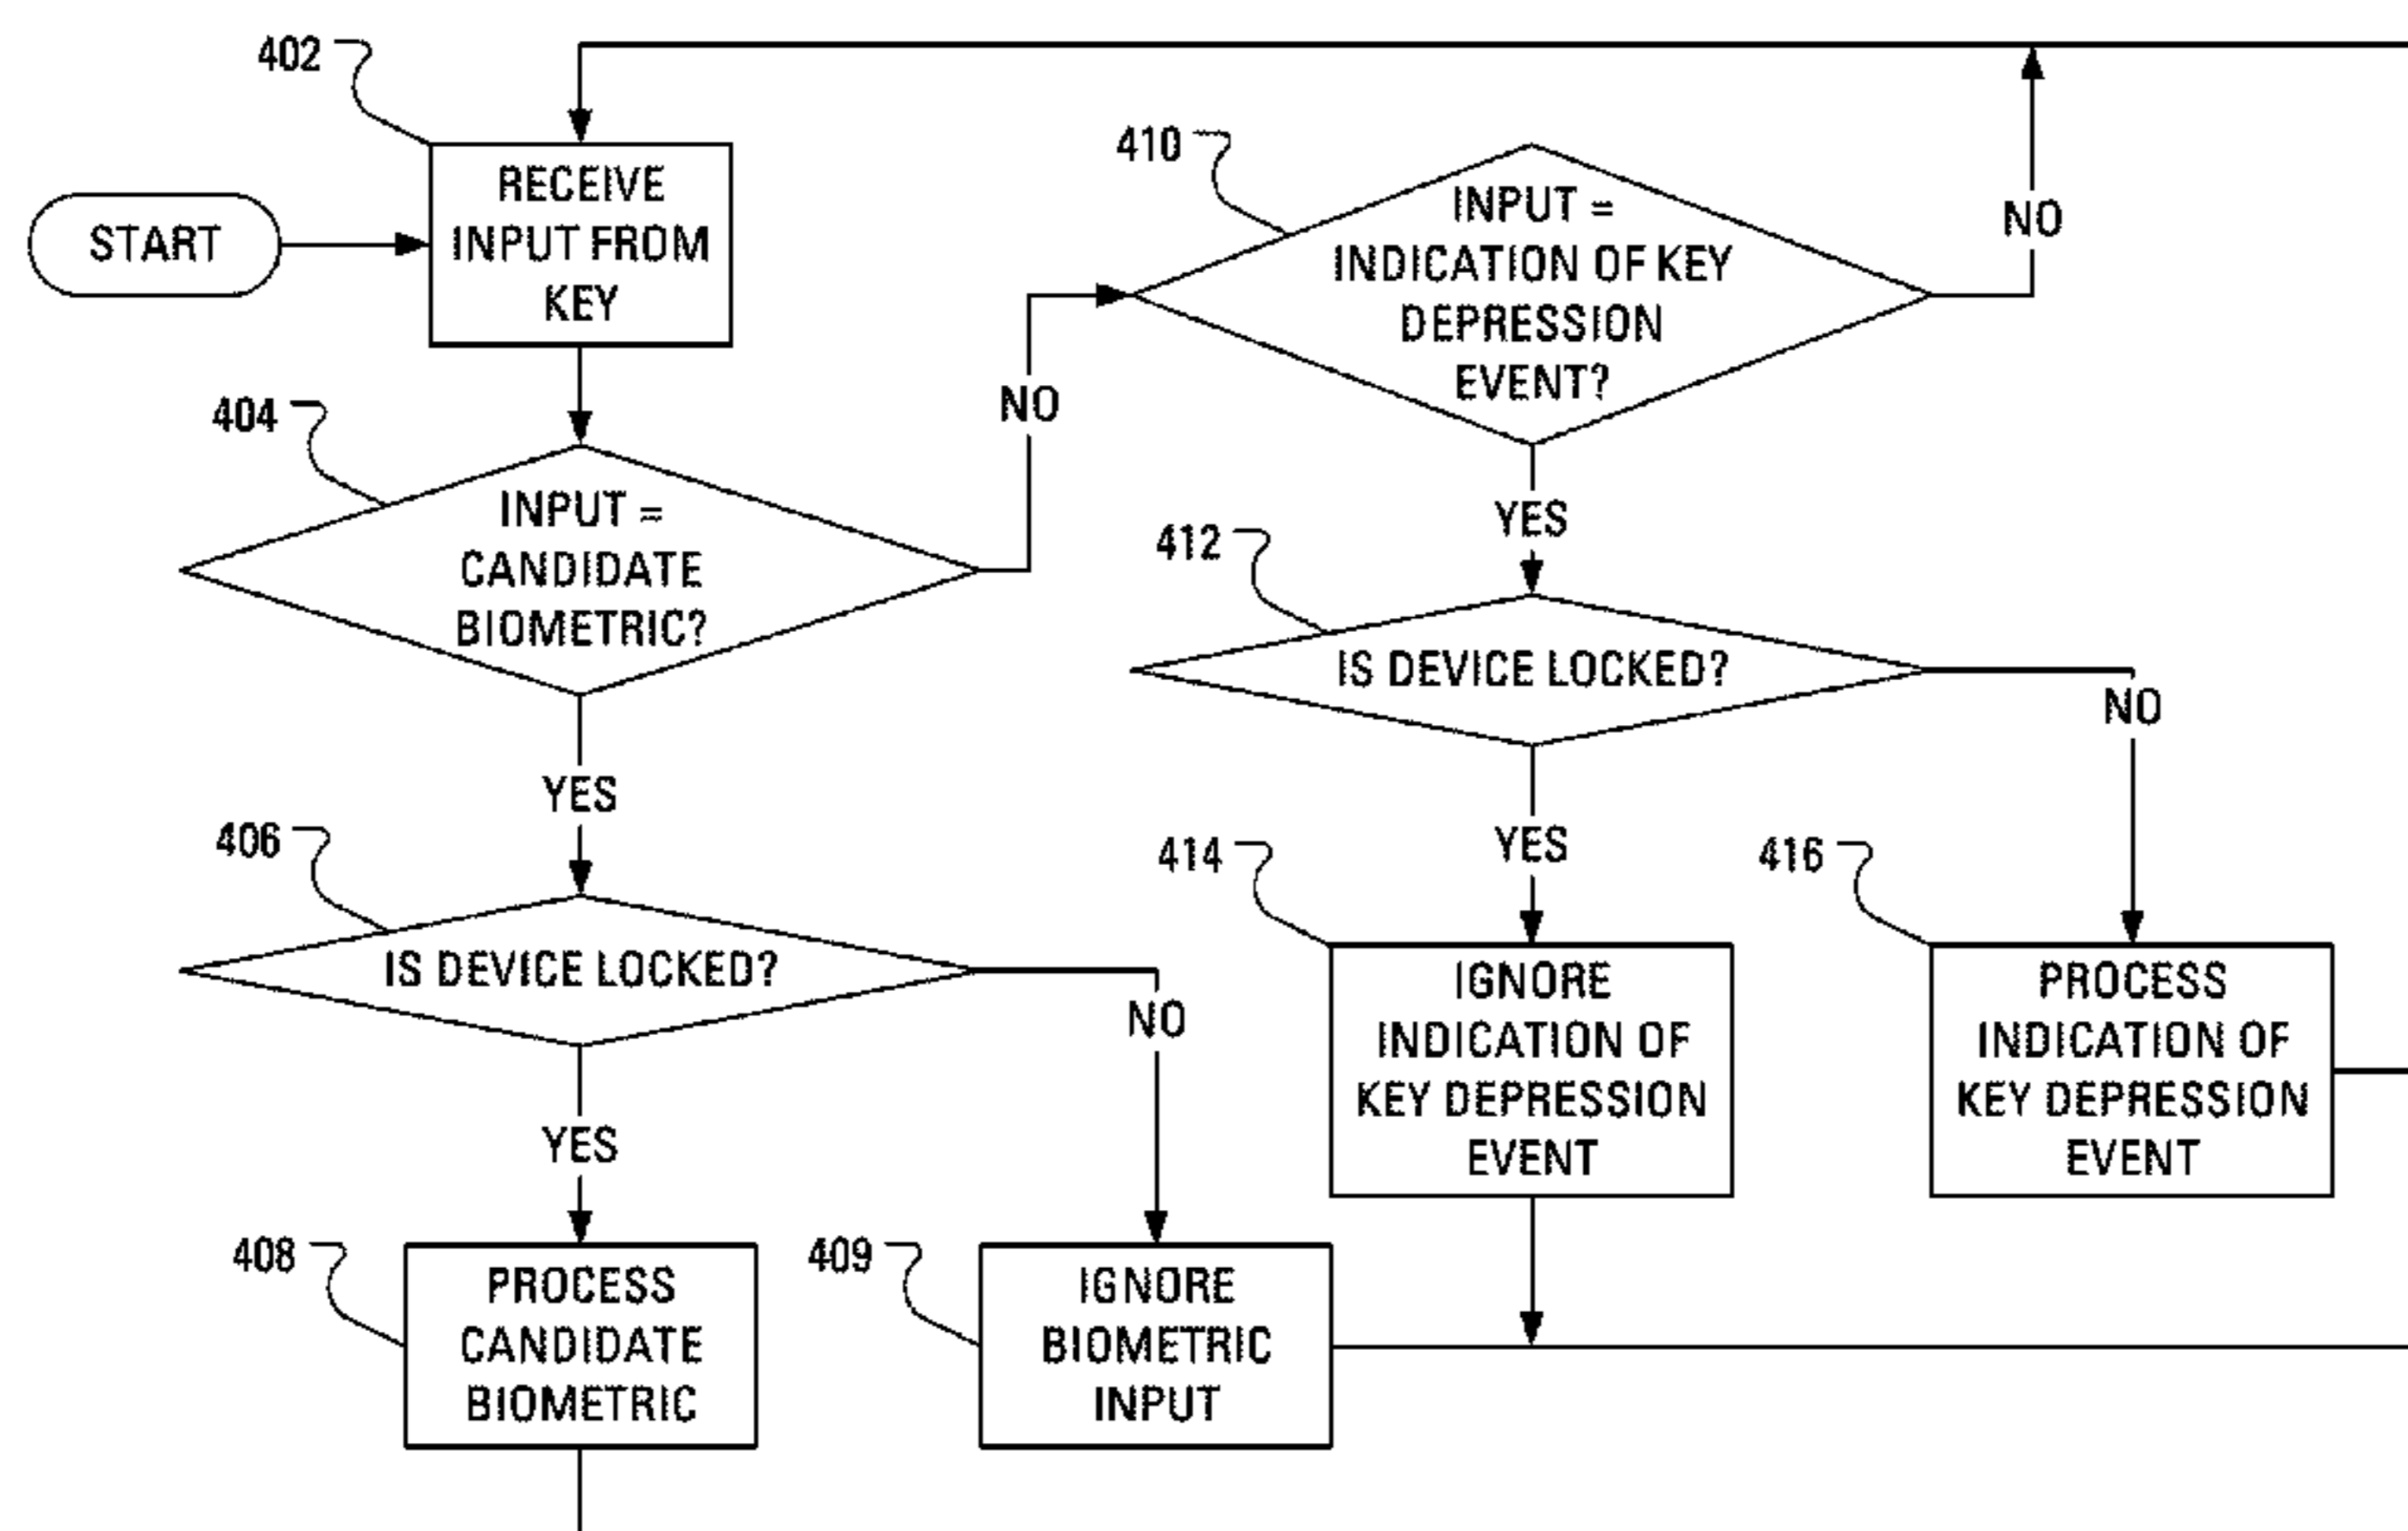 402
START
RECEIVE
INPUT FROM
KEY
404
INPUT =
CANDIDATE
BIOMETRIC?
NO
YES
406
IS DEVICE LOCKED?
NO
YES
408
PROCESS
CANDIDATE
BIOMETRIC
409
IGNORE
BIOMETRIC
INPUT
410
INPUT =
INDICATION OF KEY
DEPRESSION
EVENT?
NO
YES
412
IS DEVICE LOCKED?
NO
YES
414
IGNORE
INDICATION OF
KEY DEPRESSION
EVENT
416
PROCESS
INDICATION OF
KEY DEPRESSION
EVENT